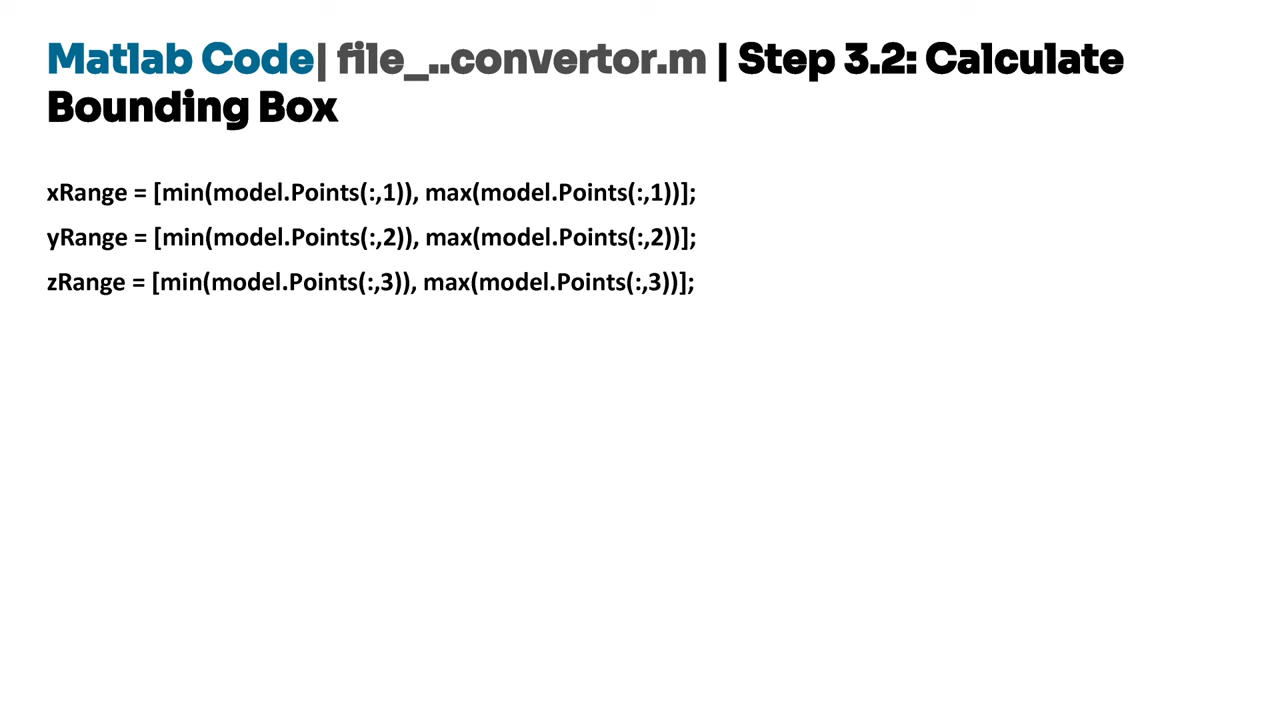 Matlab Code| file_..convertor.m | Step 3.2: Calculate
Bounding Box
xRange = [min(model.Points(:,1)), max(model.Points(:,1))];
yRange = [min(model.Points(:,2)), max(model.Points(:,2))];
zRange = [min(model.Points(:,3)), max(model.Points(:,3))];